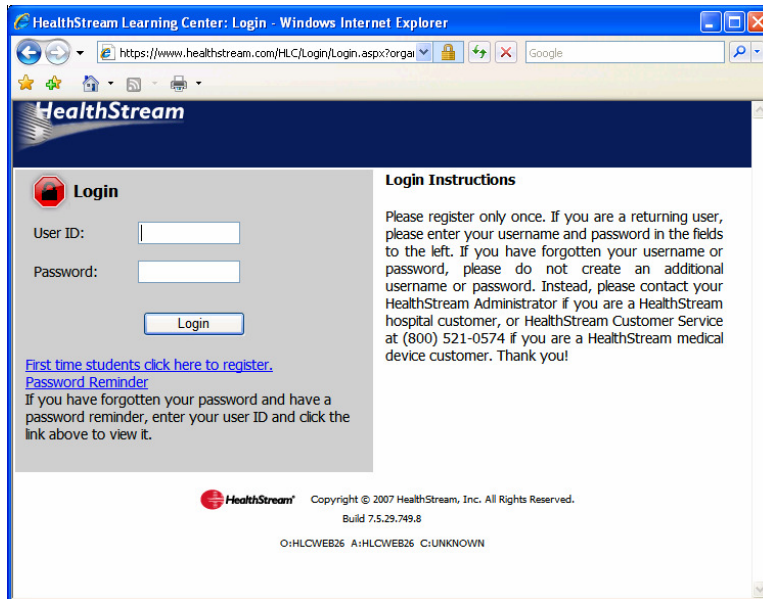 HealthStream Learning Center: Login - Windows Internet Explorer
https://www.healthstream.com/HLC/Login/Login.aspx?orgai
Google
HealthStream
Login
User ID:
Password:
Login
First time students click here to register.
Password Reminder
If you have forgotten your password and have a
password reminder, enter your user ID and click the
link above to view it.
Login Instructions
Please register only once. If you are a returning user,
please enter your username and password in the fields
to the left. If you have forgotten your username or
password, please do not create an additional
username or password. Instead, please contact your
HealthStream Administrator if you are a HealthStream
hospital customer, or HealthStream Customer Service
at (800) 521-0574 if you are a HealthStream medical
device customer. Thank you!
HealthStream Copyright © 2007 HealthStream, Inc. All Rights Reserved.
Build 7.5.29.749.8
O:HLCWEB26 A:HLCWEB26 C:UNKNOWN